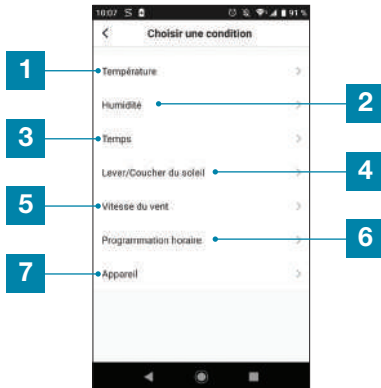 10:07 91 %
Choisir une condition
1 Température
Humidité 2
3 Temps
Lever/Coucher du soleil 4
5 Vitesse du vent
Programmation horaire 6
7 Appareil